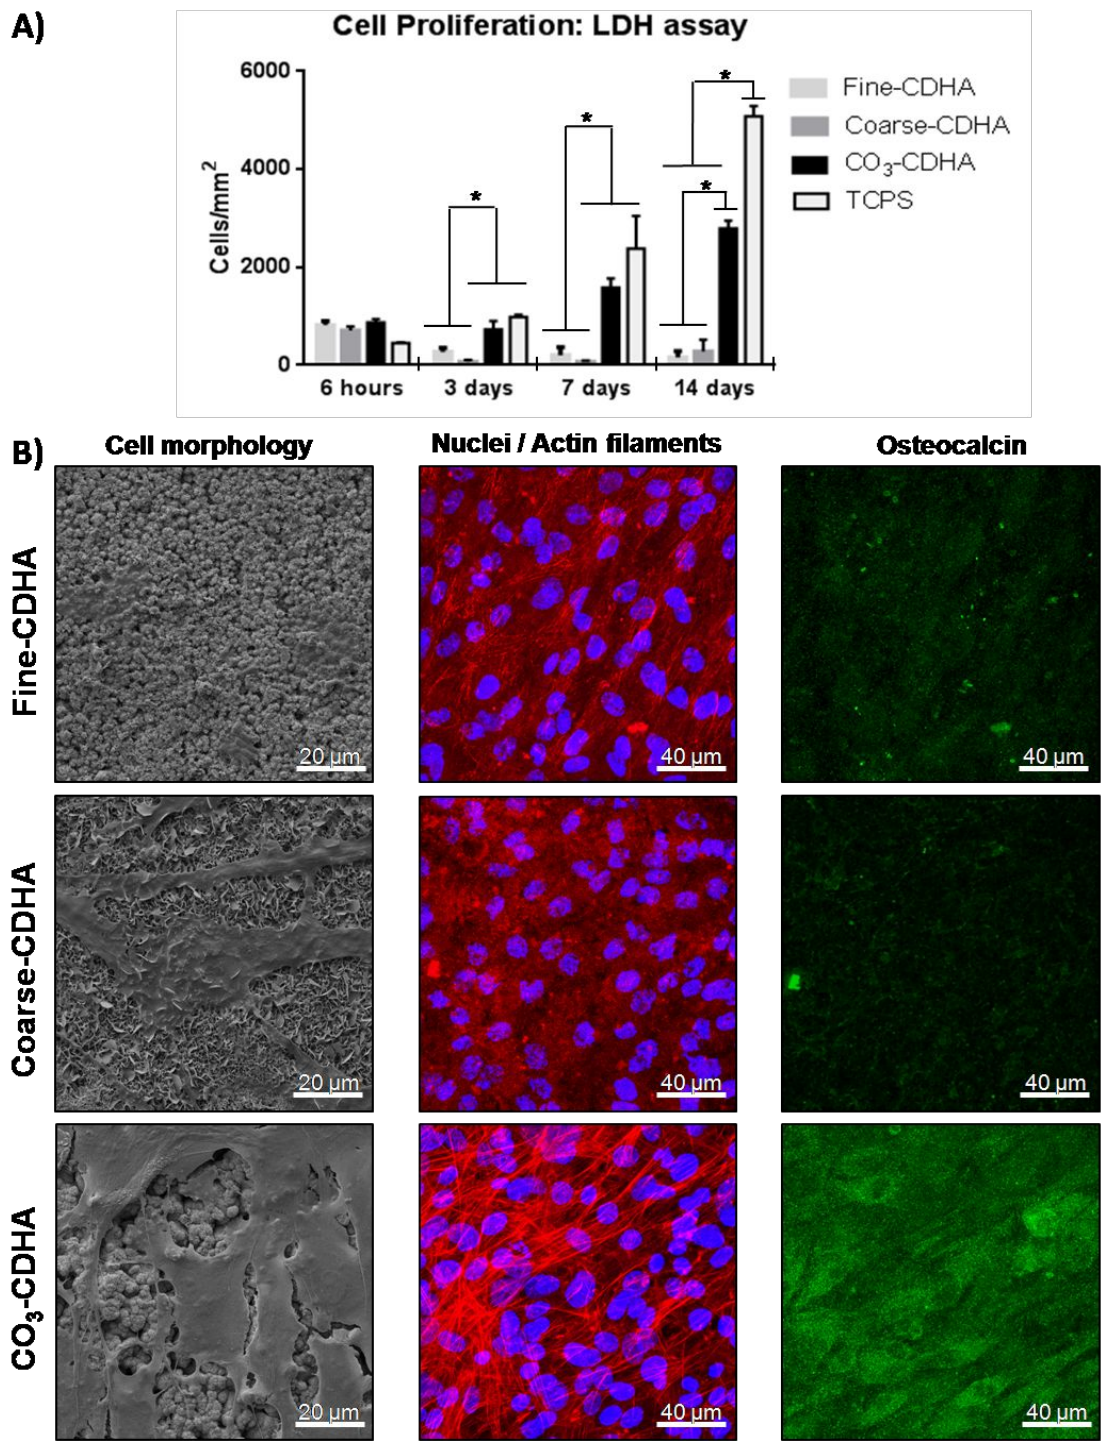 A)
Cell Proliferation: LDH assay
6000
4000
2000
0
Cells/mm²
*
*
*
*
Fine-CDHA
Coarse-CDHA
CO₃-CDHA
TCPS
6 hours 3 days 7 days 14 days
B)
Cell morphology Nuclei / Actin filaments Osteocalcin
Fine-CDHA
20 µm 40 µm 40 µm
Coarse-CDHA
20 µm 40 µm 40 µm
CO₃-CDHA
20 µm 40 µm 40 µm